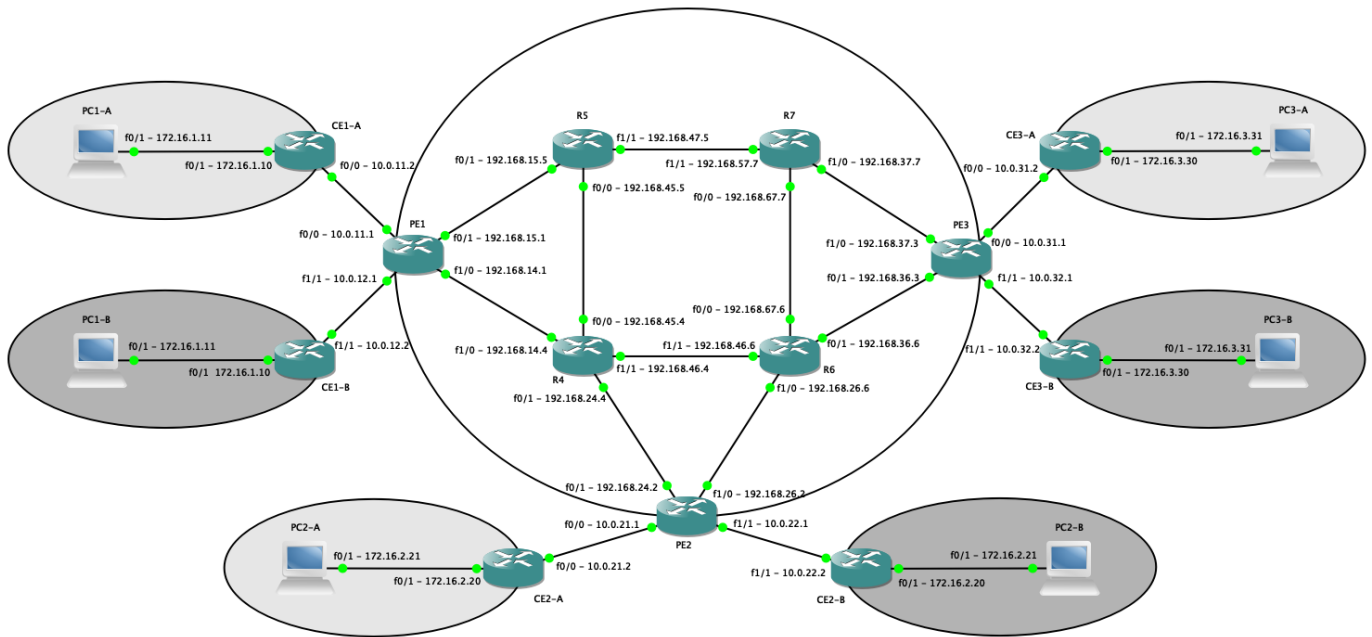 PC1-A
f0/1 - 172.16.1.11
f0/1 - 172.16.1.10
CE1-A
f0/0 - 10.0.11.2
f0/0 - 10.0.11.1
PE1
f1/1 - 10.0.12.1
PC1-B
f0/1 - 172.16.1.11
f0/1 172.16.1.10
f1/1 - 10.0.12.2
CE1-B
R5
f1/1 - 192.168.47.5
f0/1 - 192.168.15.5
f0/0 - 192.168.45.5
f0/1 - 192.168.15.1
f1/0 - 192.168.14.1
R7
f1/1 - 192.168.57.7
f1/0 - 192.168.37.7
f0/0 - 192.168.67.7
f1/0 - 192.168.37.3
f0/1 - 192.168.36.3
PE3
f0/0 - 10.0.31.1
f1/1 - 10.0.32.1
f0/0 - 10.0.31.2
CE3-A
f0/1 - 172.16.3.31
f0/1 - 172.16.3.30
PC3-A
f0/0 - 192.168.45.4
f1/0 - 192.168.14.4
f1/1 - 192.168.46.4
R4
f0/1 - 192.168.24.4
f0/0 - 192.168.67.6
f1/1 - 192.168.46.6
f0/1 - 192.168.36.6
R6
f1/0 - 192.168.26.6
f1/1 - 10.0.32.2
CE3-B
f0/1 - 172.16.3.31
f0/1 - 172.16.3.30
PC3-B
f0/1 - 192.168.24.2
f1/0 - 192.168.26.2
f0/0 - 10.0.21.1
f1/1 - 10.0.22.1
PE2
PC2-A
f0/1 - 172.16.2.21
f0/1 - 172.16.2.20
f0/0 - 10.0.21.2
CE2-A
f1/1 - 10.0.22.2
CE2-B
f0/1 - 172.16.2.21
f0/1 - 172.16.2.20
PC2-B